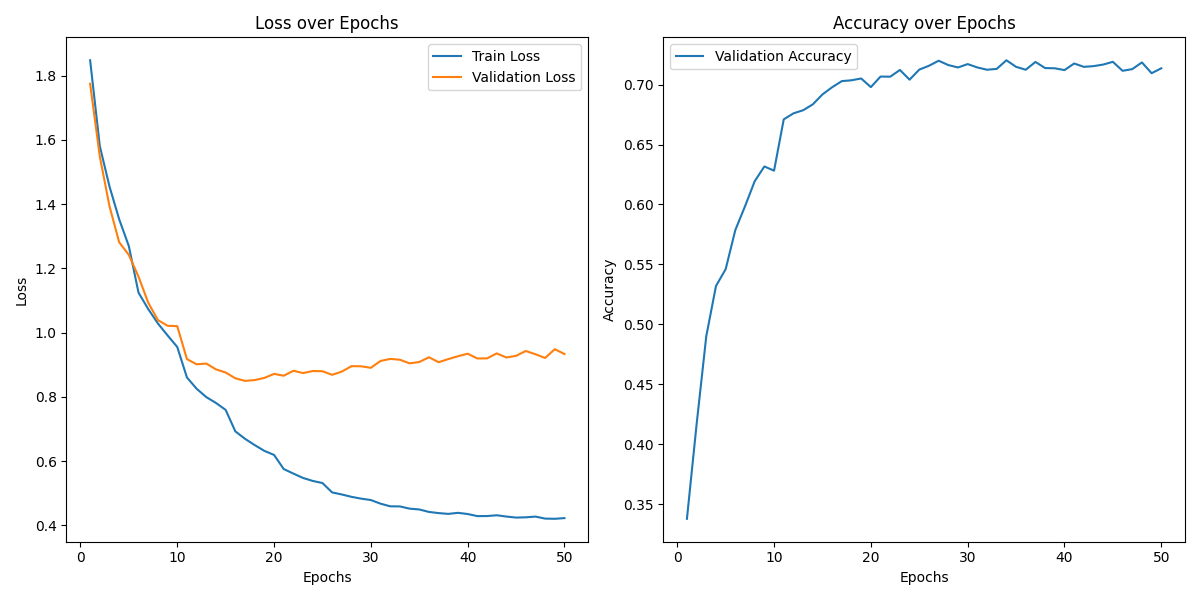 Loss over Epochs
Train Loss
Validation Loss
1.8
1.6
1.4
1.2
1.0
0.8
0.6
0.4
Loss
0 10 20 30 40 50
Epochs
Accuracy over Epochs
Validation Accuracy
0.70
0.65
0.60
0.55
0.50
0.45
0.40
0.35
Accuracy
0 10 20 30 40 50
Epochs